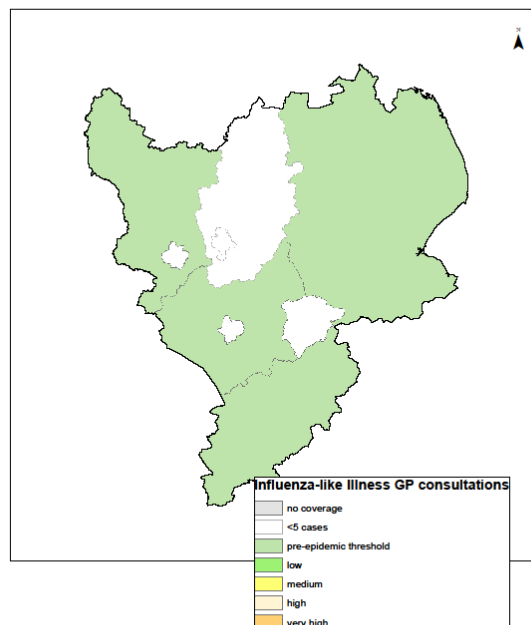 Influenza-like Illness GP consultations
no coverage
<5 cases
pre-epidemic threshold
low
medium
high
very high